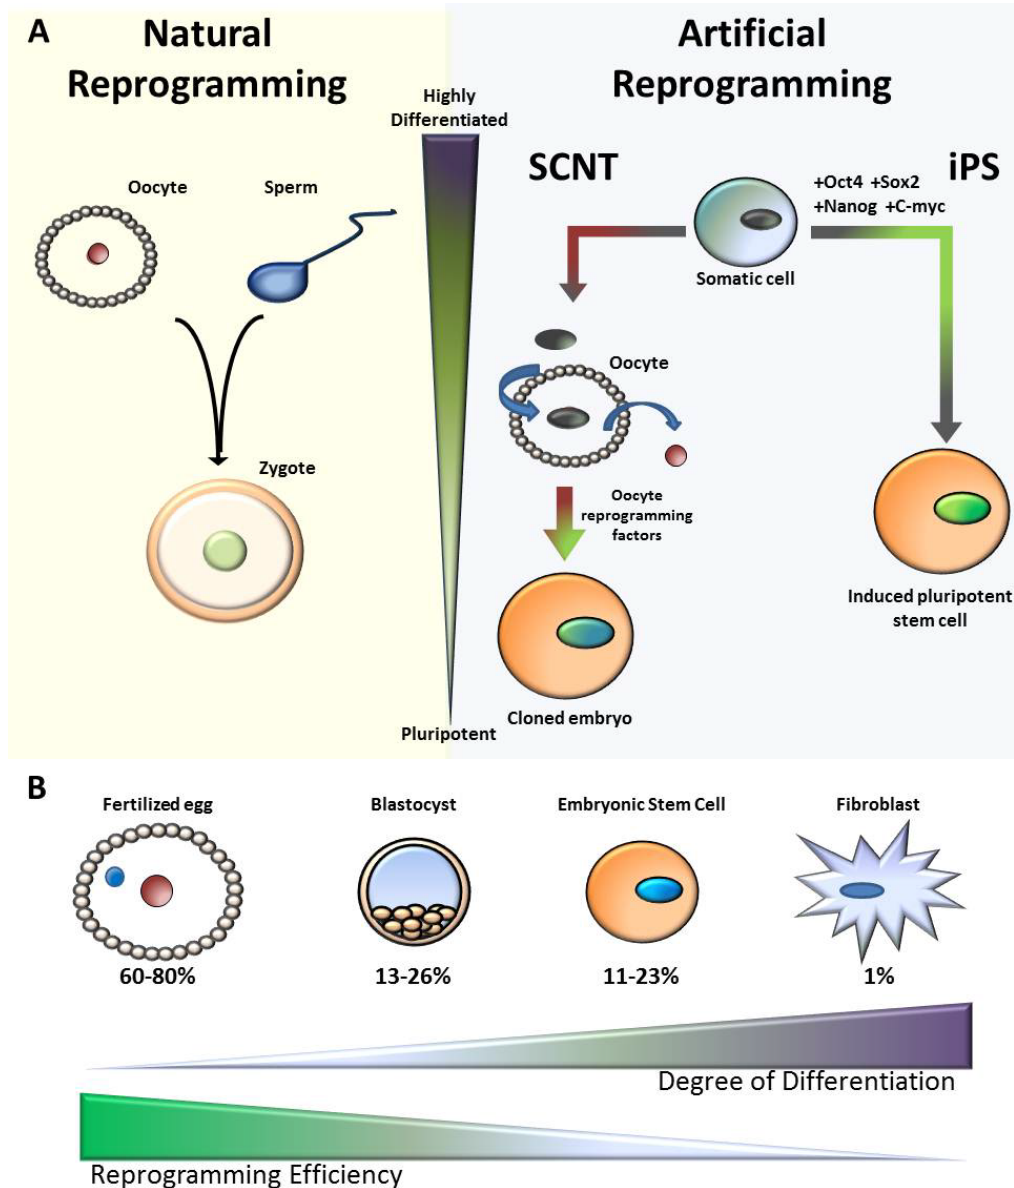 A
Natural
Reprogramming
Artificial
Reprogramming
Highly
Differentiated
Oocyte
Sperm
Zygote
Pluripotent
SCNT
iPS
+Oct4 +Sox2
+Nanog +C-myc
Somatic cell
Oocyte
Oocyte
reprogramming
factors
Cloned embryo
Induced pluripotent
stem cell
B
Fertilized egg
Blastocyst
Embryonic Stem Cell
Fibroblast
60-80%
13-26%
11-23%
1%
Degree of Differentiation
Reprogramming Efficiency